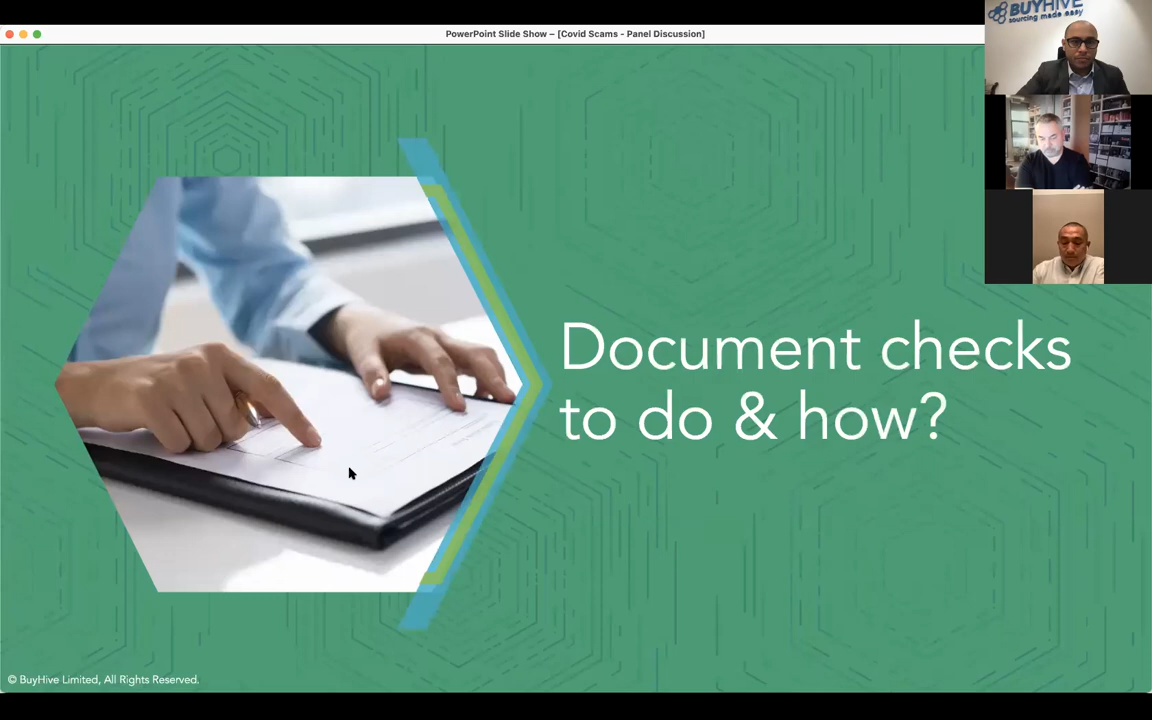 PowerPoint Slide Show – [Covid Scams - Panel Discussion]
BUYHIVE
sourcing made easy
Document checks
to do & how?
© BuyHive Limited, All Rights Reserved.